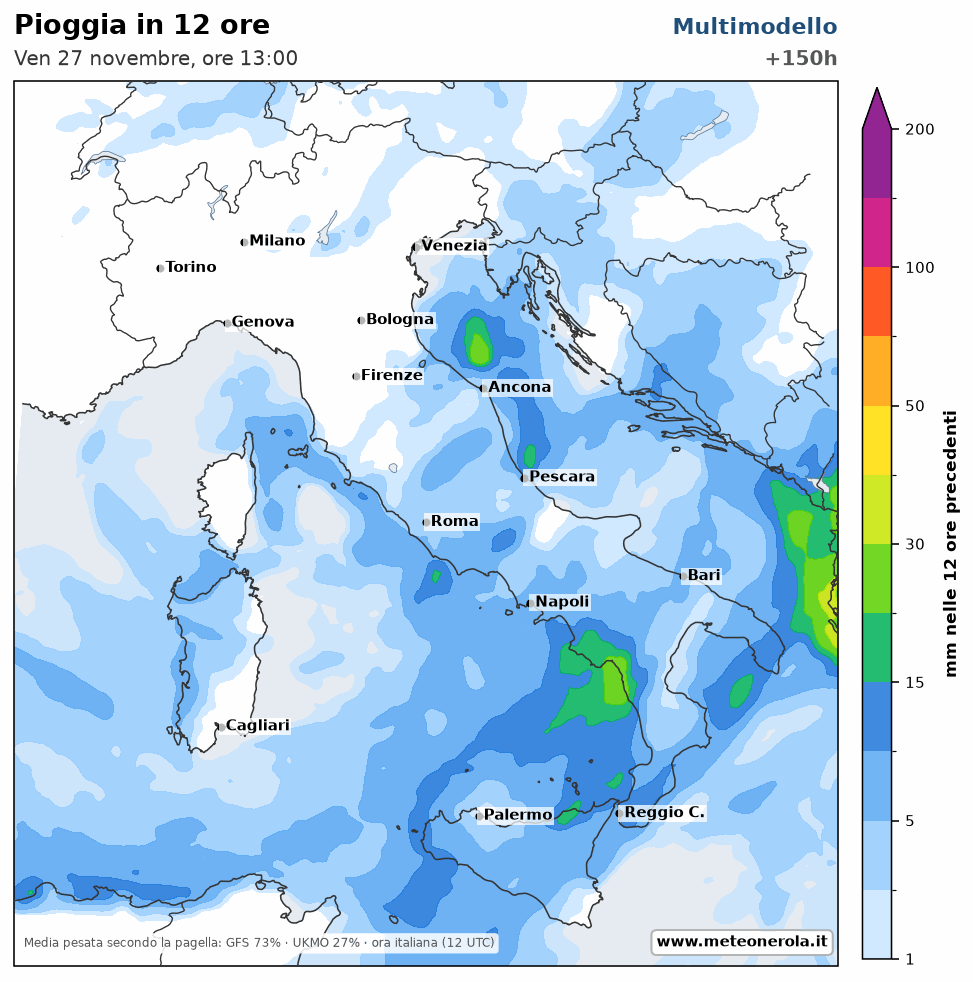 Pioggia in 12 ore
Multimodello
Ven 27 novembre, ore 13:00
+150h
Milano
Venezia
Torino
Genova
Bologna
Firenze
Ancona
Pescara
Roma
Bari
Napoli
Cagliari
Palermo
Reggio C.
Media pesata secondo la pagella: GFS 73% · UKMO 27% · ora italiana (12 UTC)
www.meteonerola.it
200
100
50
30
15
5
1
mm nelle 12 ore precedenti